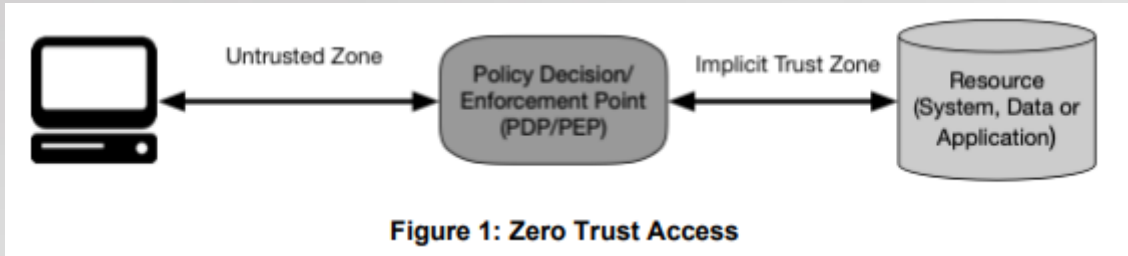 Untrusted Zone
Policy Decision/
Enforcement Point
(PDP/PEP)
Implicit Trust Zone
Resource
(System, Data or
Application)
Figure 1: Zero Trust Access